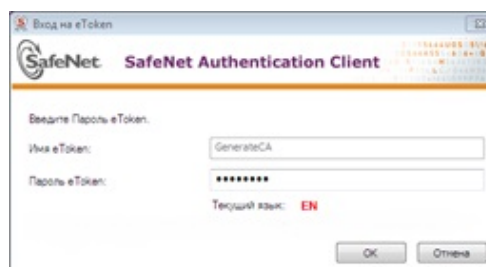 Вход на eToken
SafeNet SafeNet Authentication Client
Введите Пароль eToken.
Имя eToken: GenerateCA
Пароль eToken: ••••••••
Текущий язык: EN
OK Отмена